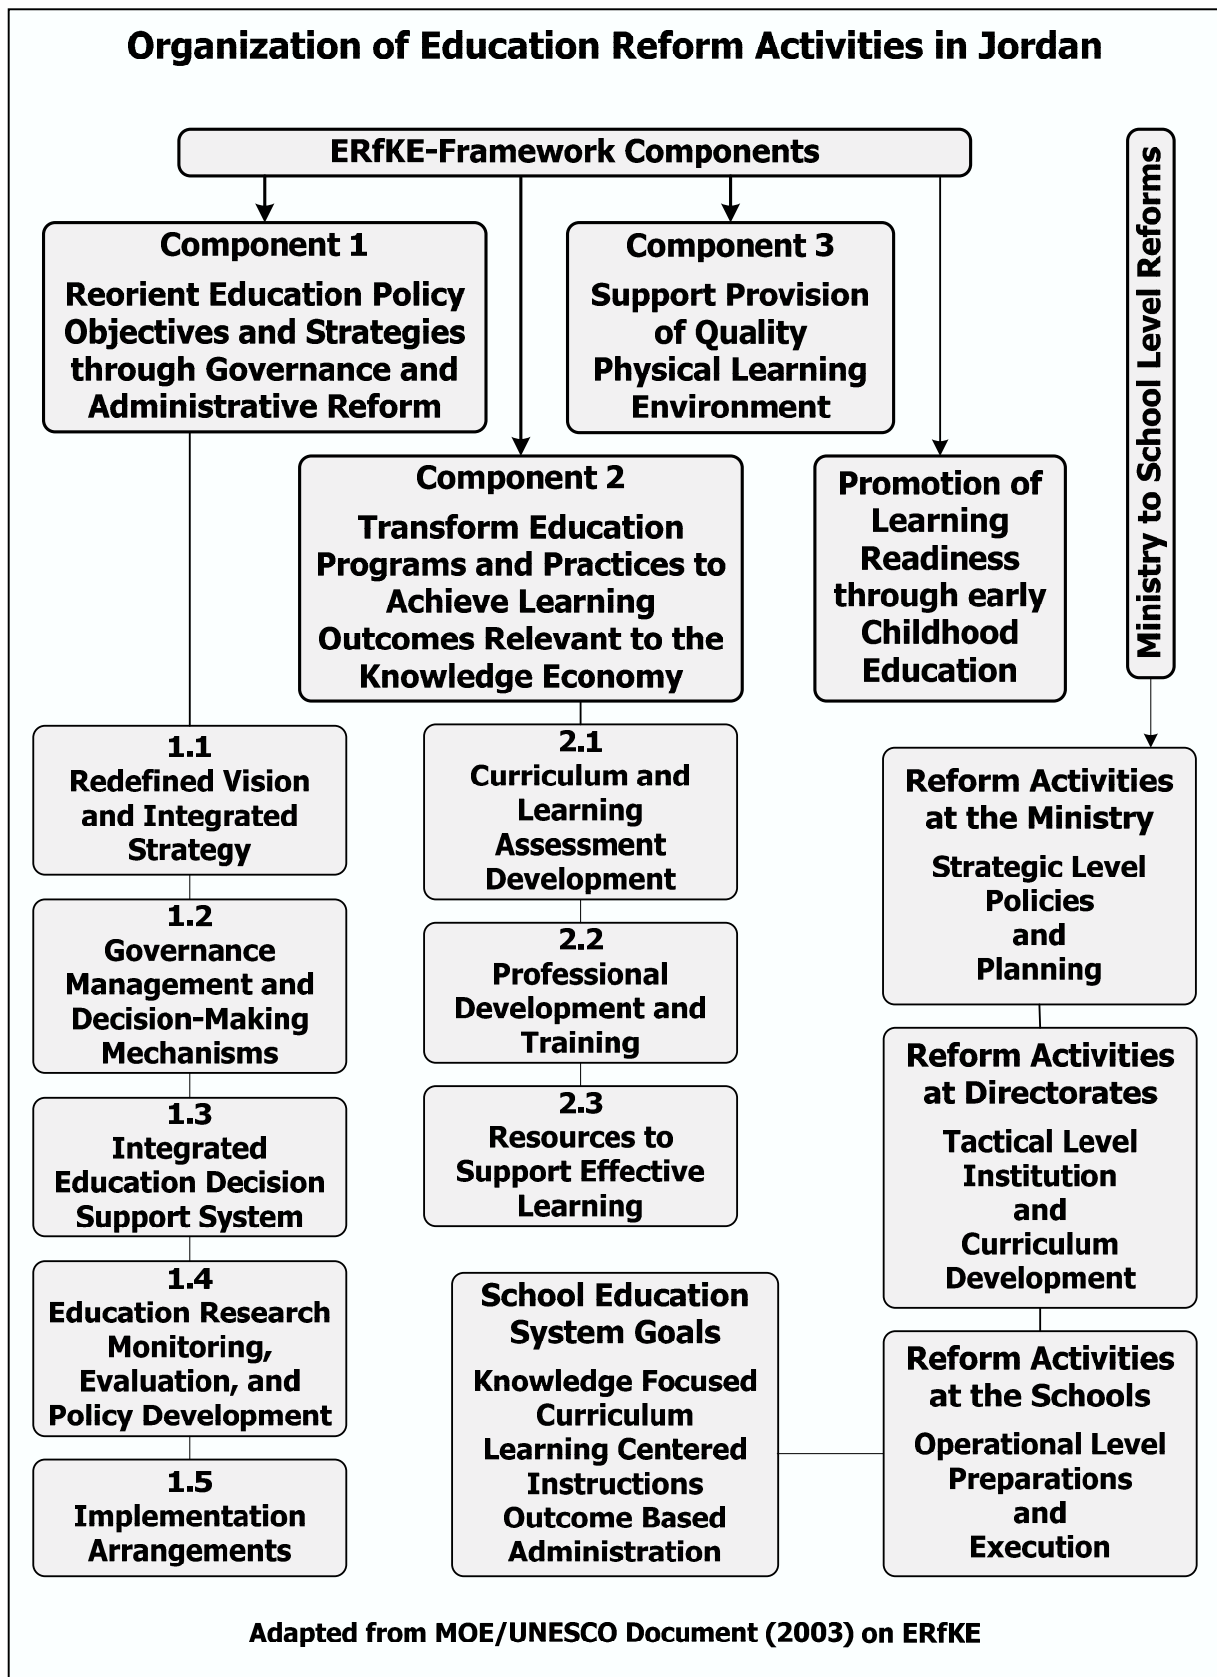 Organization of Education Reform Activities in Jordan
ERfKE-Framework Components
Component 1
Reorient Education Policy
Objectives and Strategies
through Governance and
Administrative Reform
Component 3
Support Provision
of Quality
Physical Learning
Environment
Component 2
Transform Education
Programs and Practices to
Achieve Learning
Outcomes Relevant to the
Knowledge Economy
Promotion of
Learning
Readiness
through early
Childhood
Education
Ministry to School Level Reforms
1.1
Redefined Vision
and Integrated
Strategy
1.2
Governance
Management and
Decision-Making
Mechanisms
1.3
Integrated
Education Decision
Support System
1.4
Education Research
Monitoring,
Evaluation, and
Policy Development
1.5
Implementation
Arrangements
2.1
Curriculum and
Learning
Assessment
Development
2.2
Professional
Development and
Training
2.3
Resources to
Support Effective
Learning
Reform Activities
at the Ministry
Strategic Level
Policies
and
Planning
Reform Activities
at Directorates
Tactical Level
Institution
and
Curriculum
Development
Reform Activities
at the Schools
Operational Level
Preparations
and
Execution
School Education
System Goals
Knowledge Focused
Curriculum
Learning Centered
Instructions
Outcome Based
Administration
Adapted from MOE/UNESCO Document (2003) on ERfKE